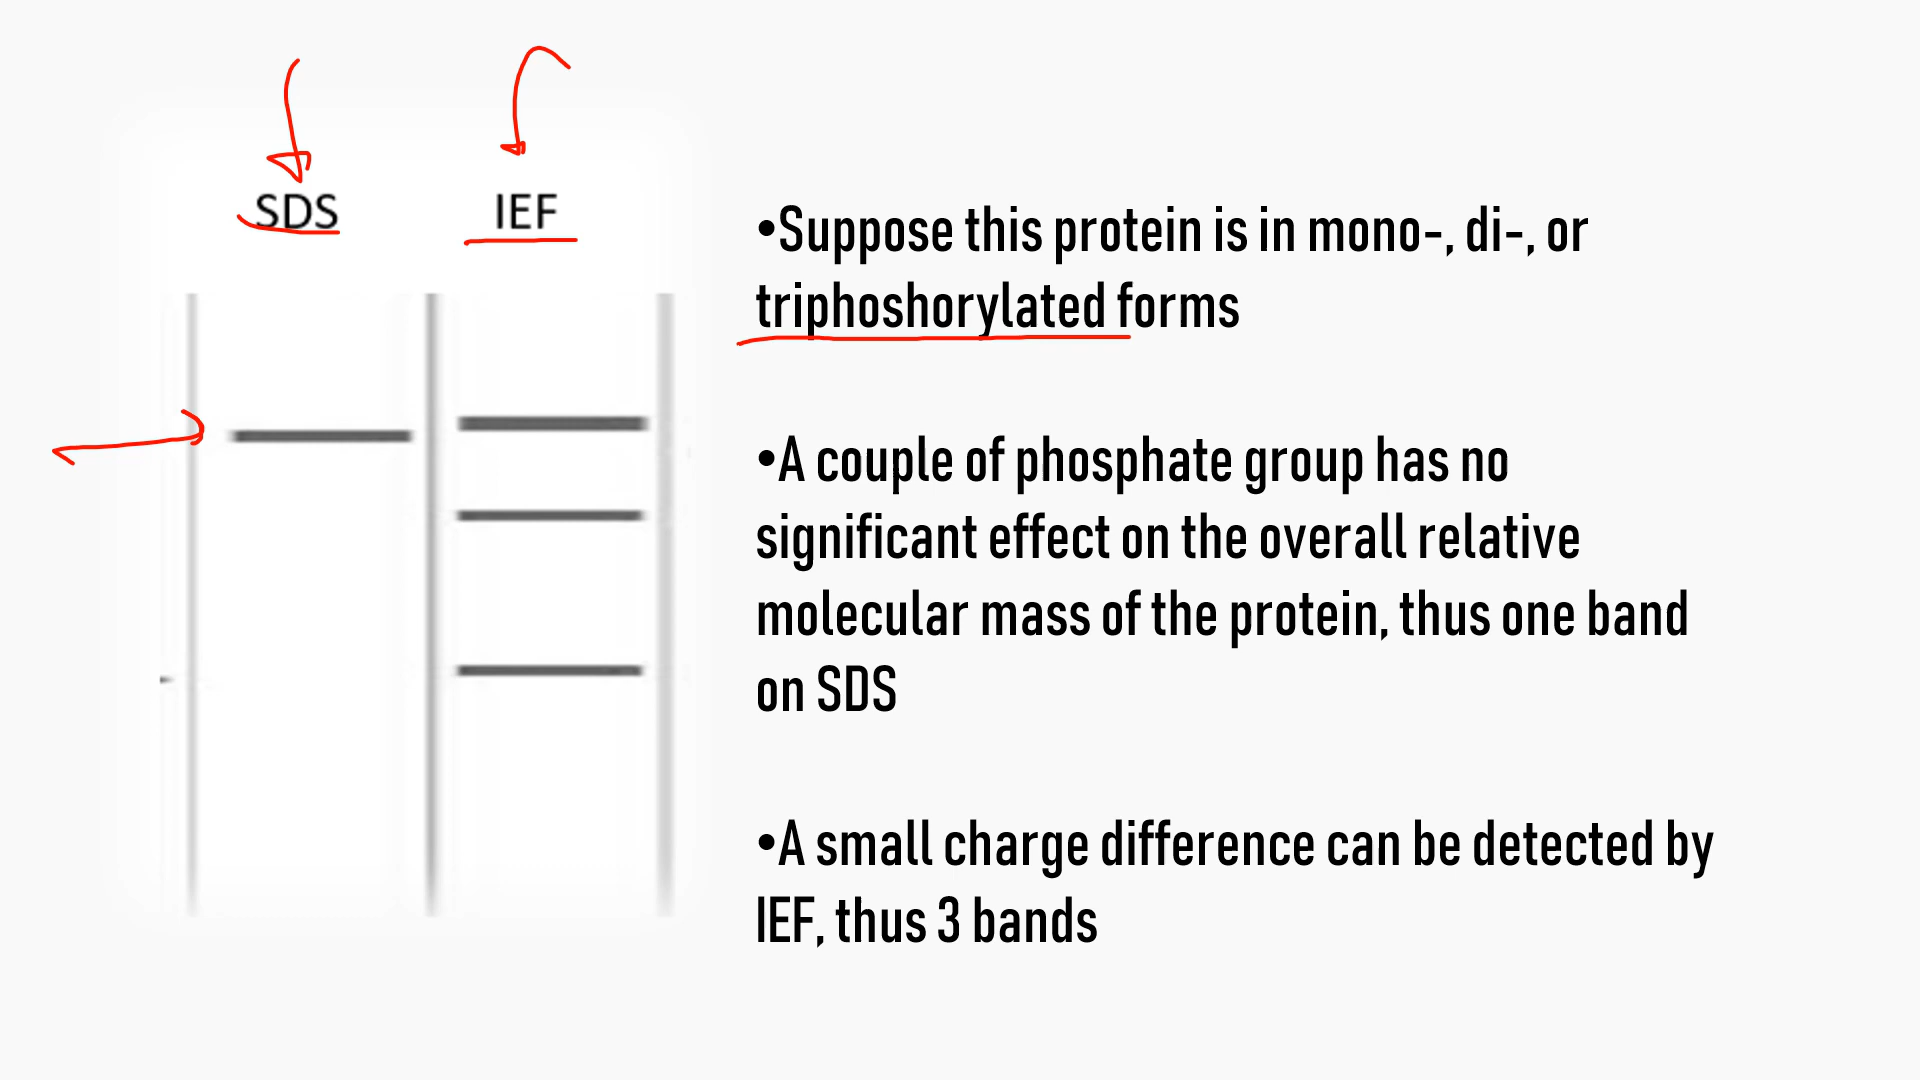 SDS IEF
•Suppose this protein is in mono-, di-, or
triphoshorylated forms
•A couple of phosphate group has no
significant effect on the overall relative
molecular mass of the protein, thus one band
on SDS
•A small charge difference can be detected by
IEF, thus 3 bands